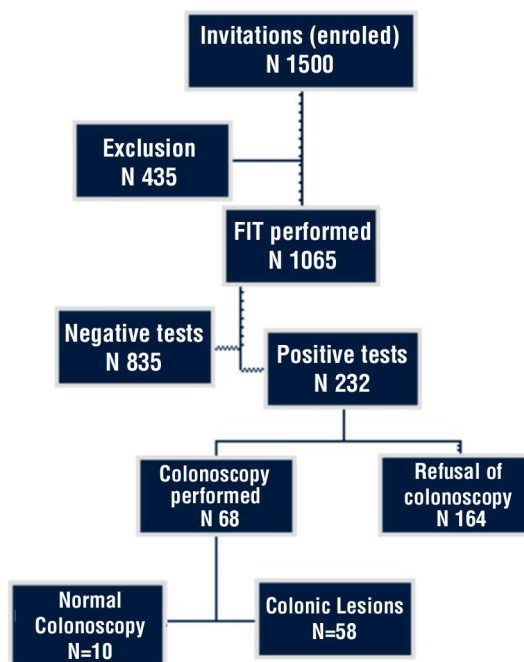 Invitations (enroled)
N 1500
Exclusion
N 435
FIT performed
N 1065
Negative tests
N 835
Positive tests
N 232
Colonoscopy
performed
N 68
Refusal of
colonoscopy
N 164
Normal
Colonoscopy
N=10
Colonic Lesions
N=58